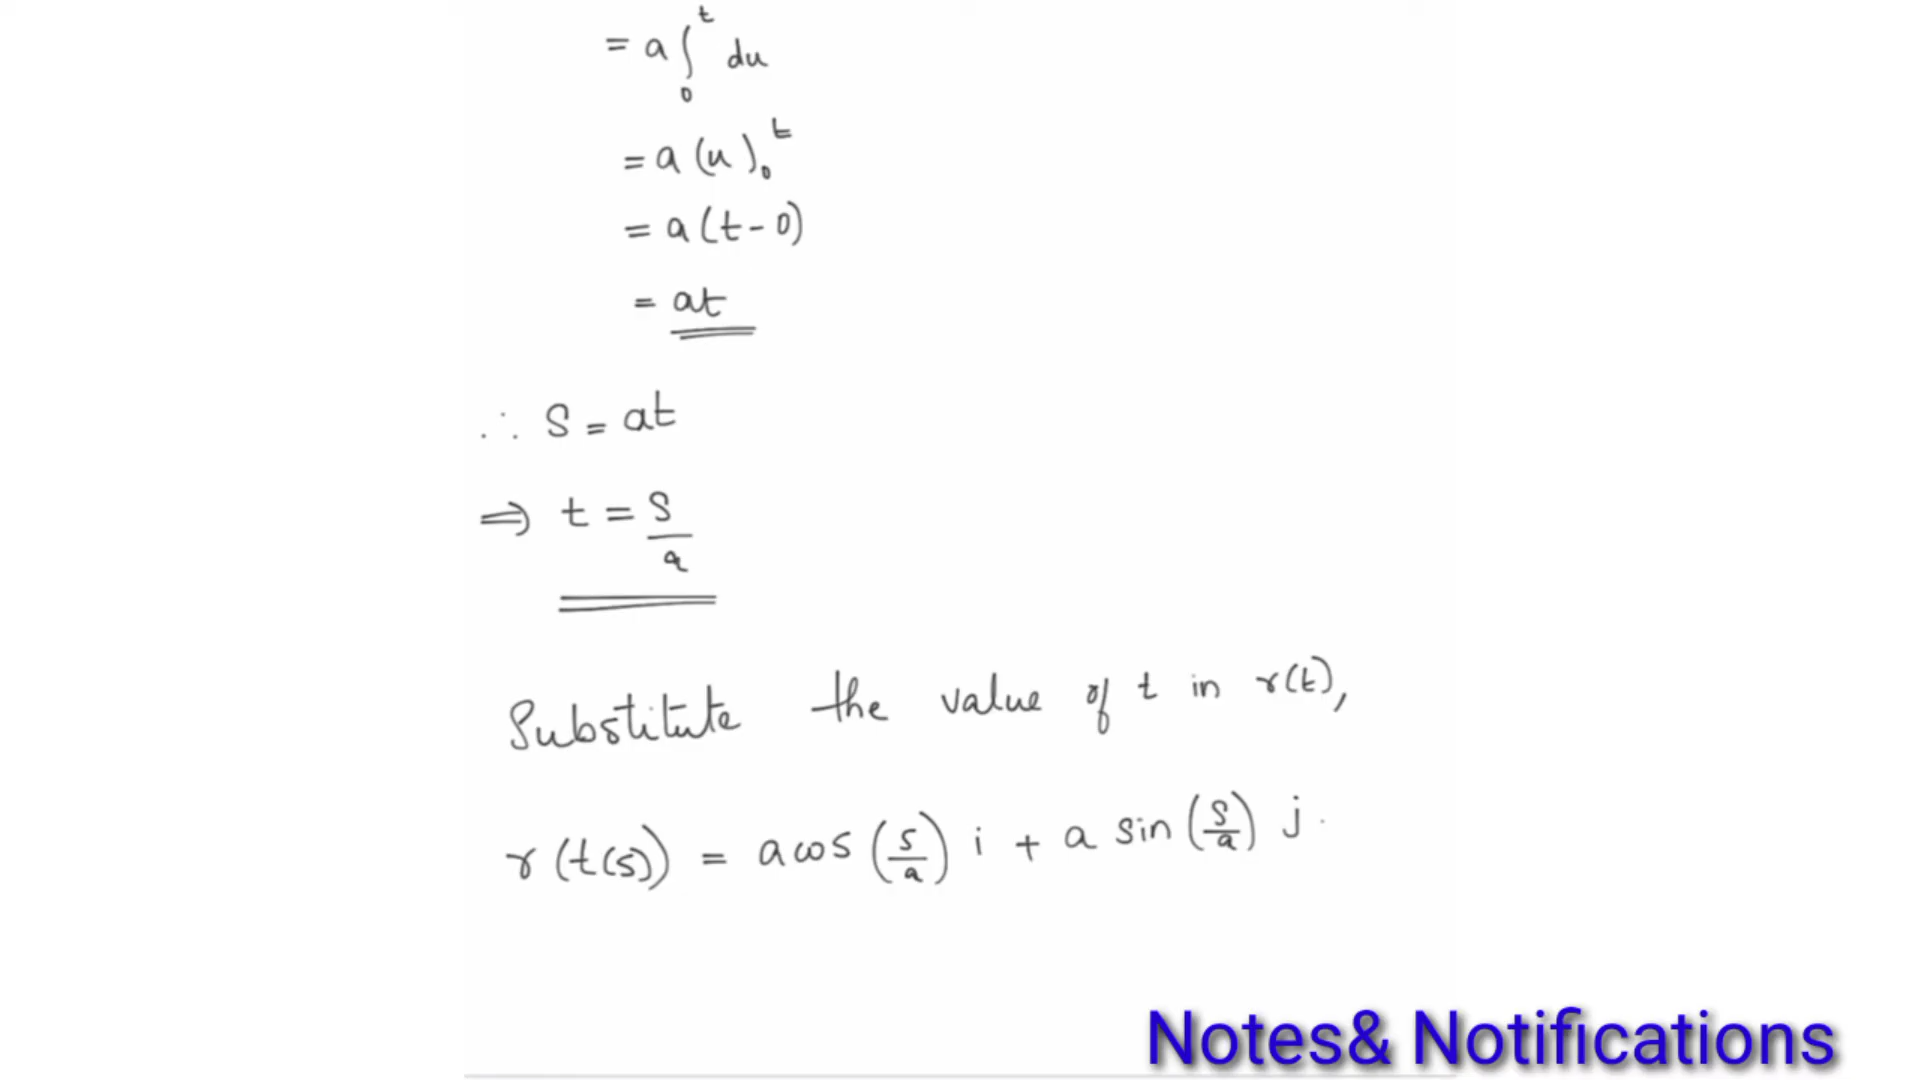 = a ∫₀ᵗ du
= a (u)₀ᵗ
= a (t - 0)
= at
∴ S = at
⇒ t = S/a
Substitute the value of t in r(t),
r (t(s)) = a cos (s/a) i + a sin (s/a) j.
Notes& Notifications